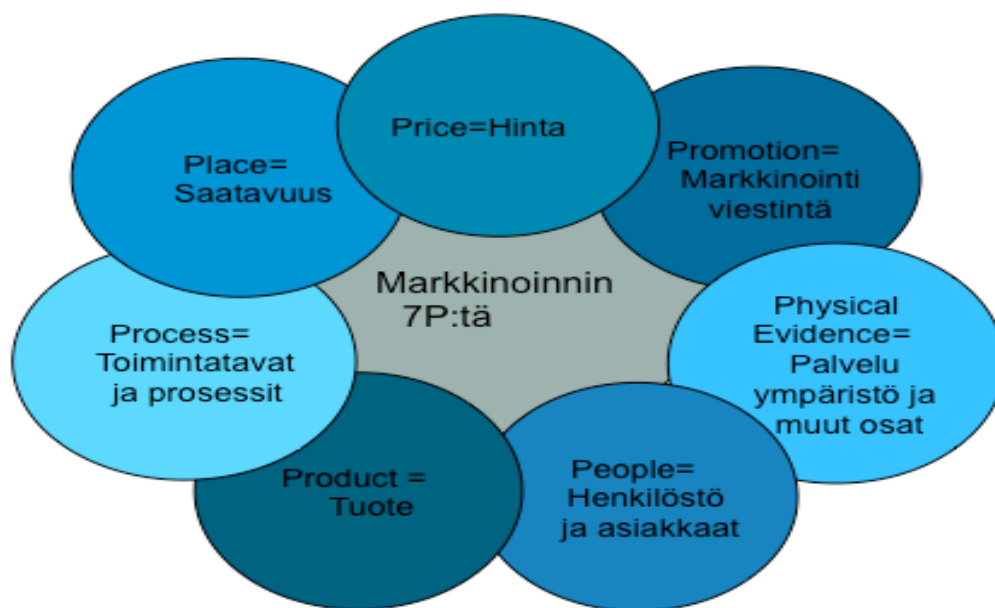 Price=Hinta
Promotion=
Markkinointi
viestintä
Place=
Saatavuus
Markkinoinnin
7P:tä
Physical
Evidence=
Palvelu
ympäristö ja
muut osat
Process=
Toimintatavat
ja prosessit
Product =
Tuote
People=
Henkilöstö
ja asiakkaat